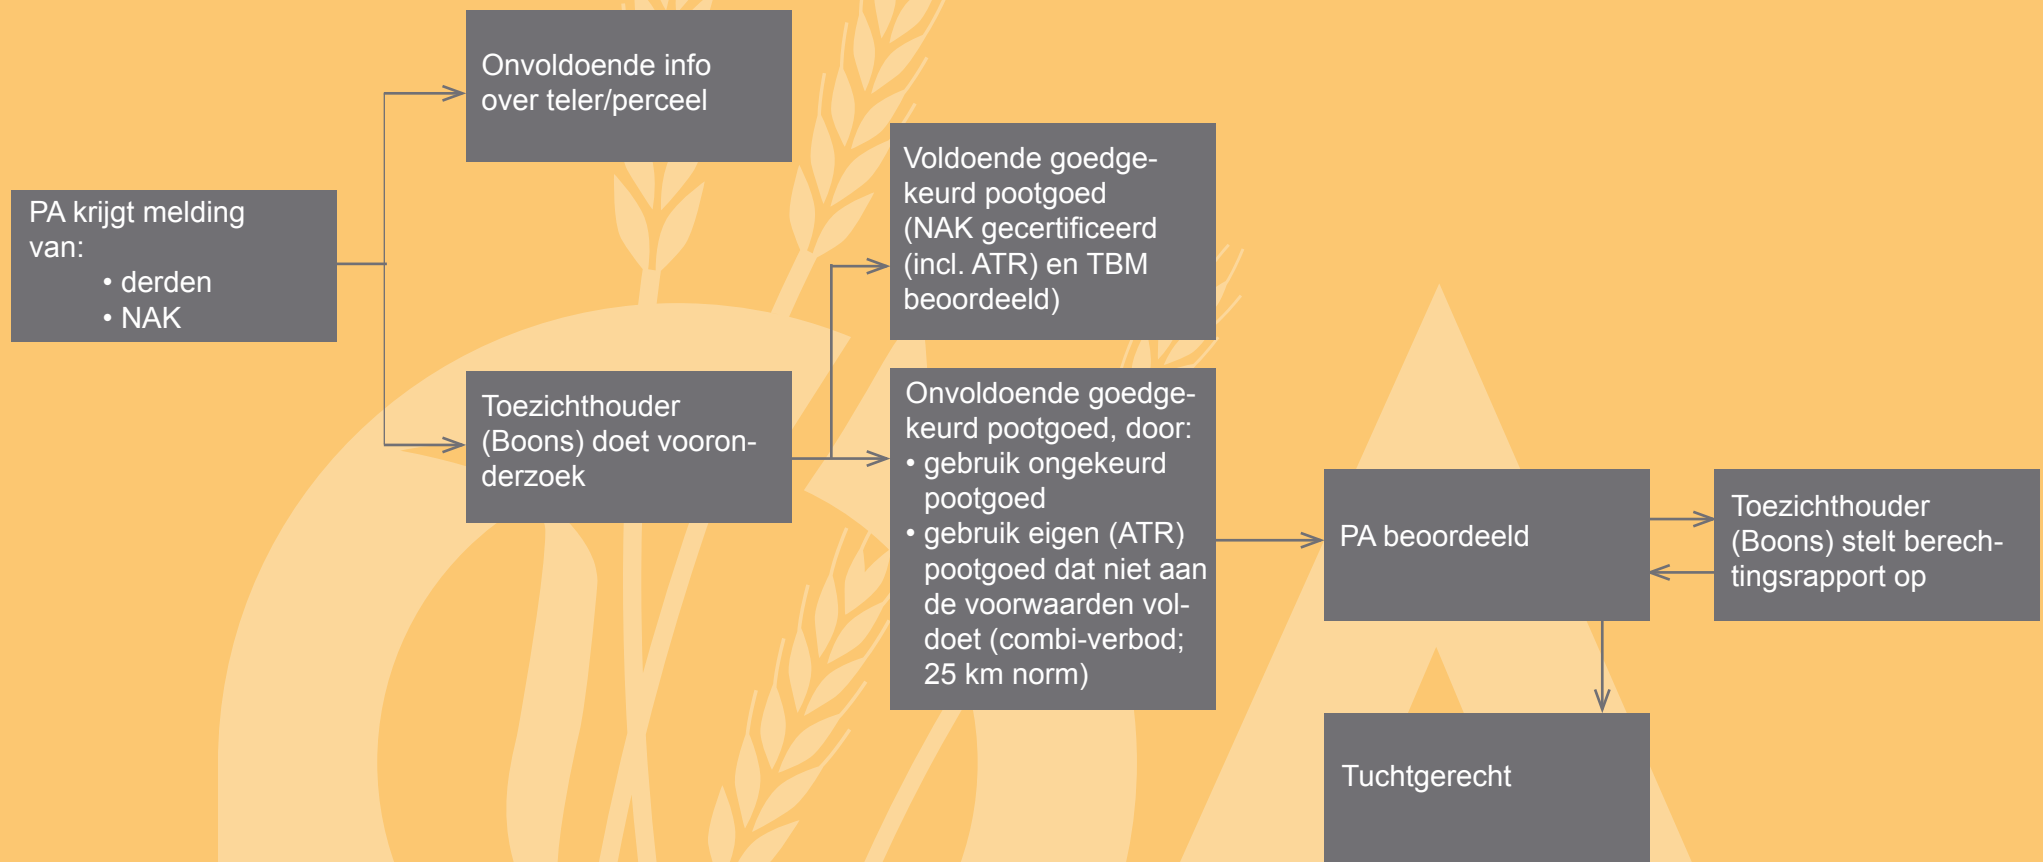 PA krijgt melding
van:
• derden
• NAK
Onvoldoende info
over teler/perceel
Toezichthouder
(Boons) doet vooron-
derzoek
Voldoende goedge-
keurd pootgoed
(NAK gecertificeerd
(incl. ATR) en TBM
beoordeeld)
Onvoldoende goedge-
keurd pootgoed, door:
• gebruik ongekeurd
pootgoed
• gebruik eigen (ATR)
pootgoed dat niet aan
de voorwaarden vol-
doet (combi-verbod;
25 km norm)
PA beoordeeld
Toezichthouder
(Boons) stelt berech-
tingsrapport op
Tuchtgerecht